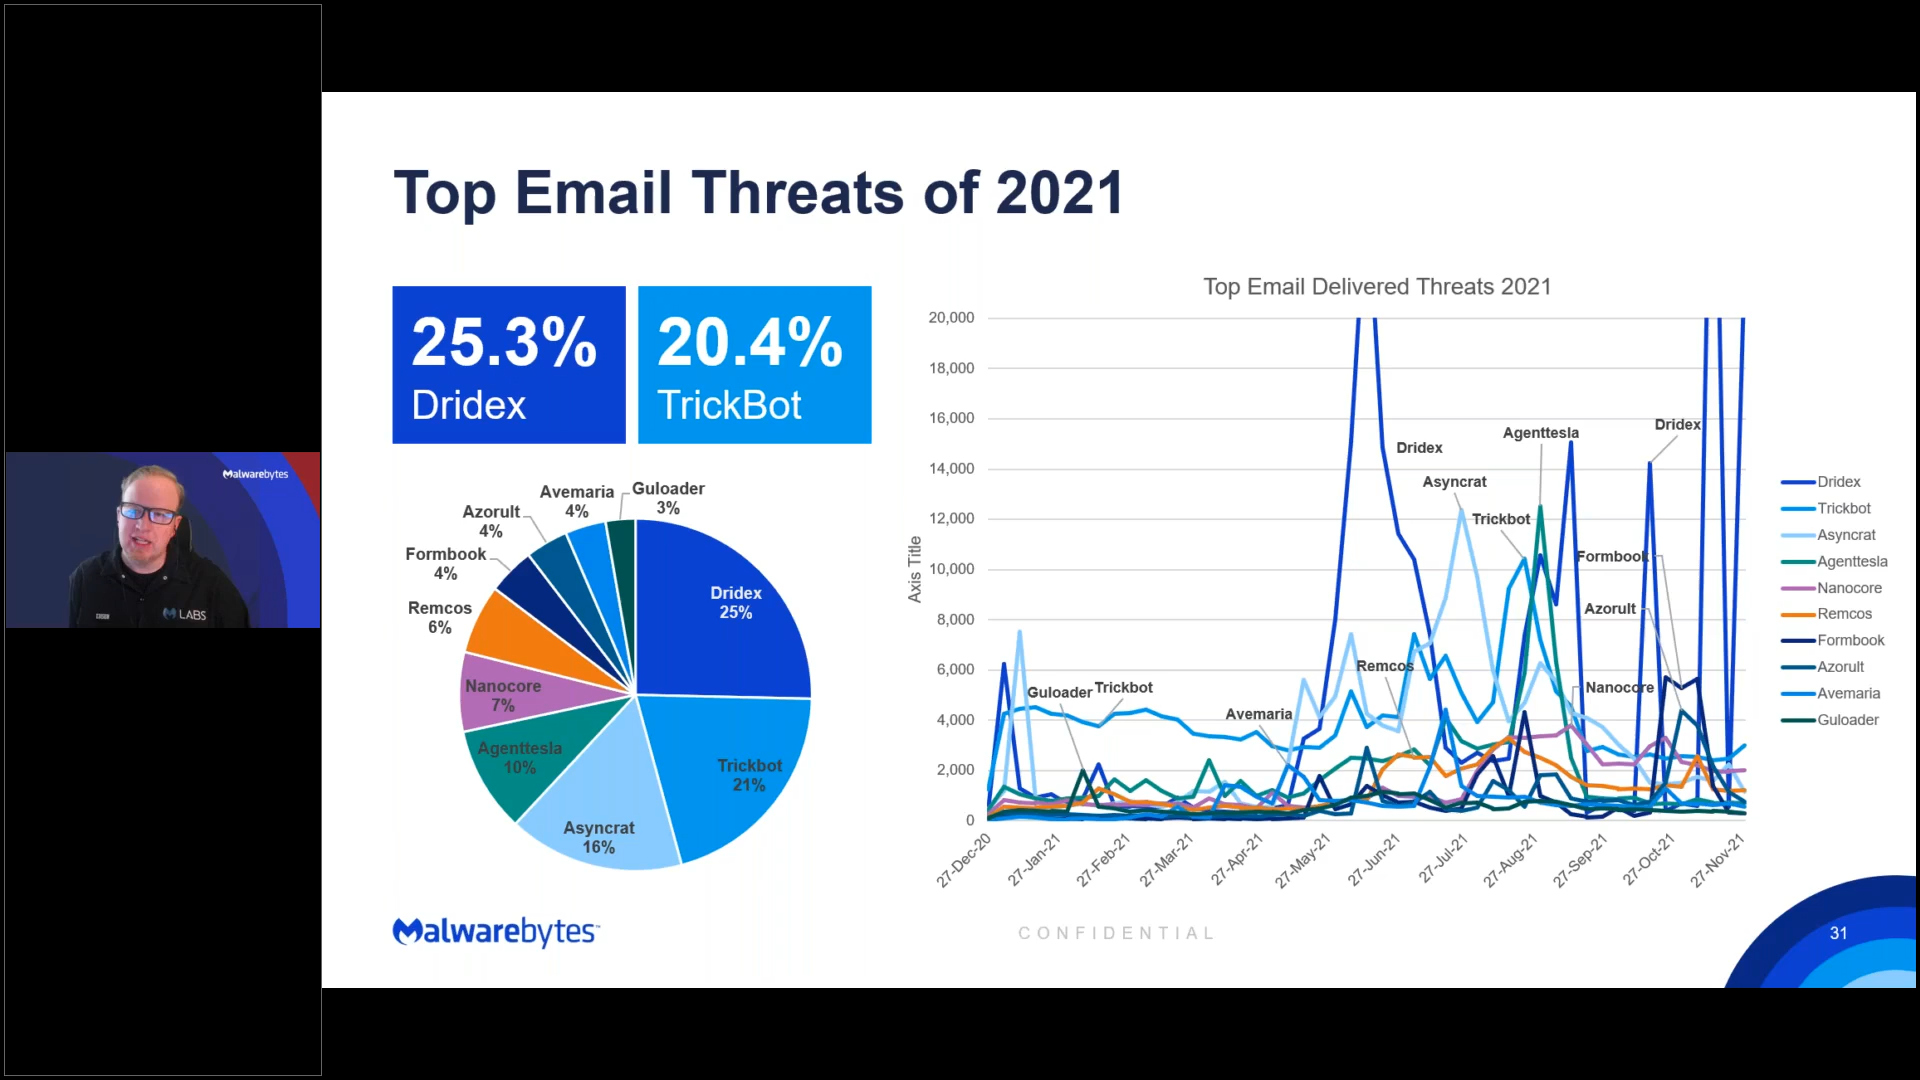 Malwarebytes
LABS
Top Email Threats of 2021
25.3%
Dridex
20.4%
TrickBot
Guloader
3%
Avemaria
4%
Azorult
4%
Formbook
4%
Remcos
6%
Nanocore
7%
Agenttesla
10%
Asyncrat
16%
Trickbot
21%
Dridex
25%
Top Email Delivered Threats 2021
Axis Title
20,000
18,000
16,000
14,000
12,000
10,000
8,000
6,000
4,000
2,000
0
27-Dec-20
27-Jan-21
27-Feb-21
27-Mar-21
27-Apr-21
27-May-21
27-Jun-21
27-Jul-21
27-Aug-21
27-Sep-21
27-Oct-21
27-Nov-21
Guloader
Trickbot
Avemaria
Remcos
Dridex
Asyncrat
Trickbot
Agenttesla
Formbook
Azorult
Nanocore
Dridex
Dridex
Trickbot
Asyncrat
Agenttesla
Nanocore
Remcos
Formbook
Azorult
Avemaria
Guloader
Malwarebytes™
CONFIDENTIAL
31